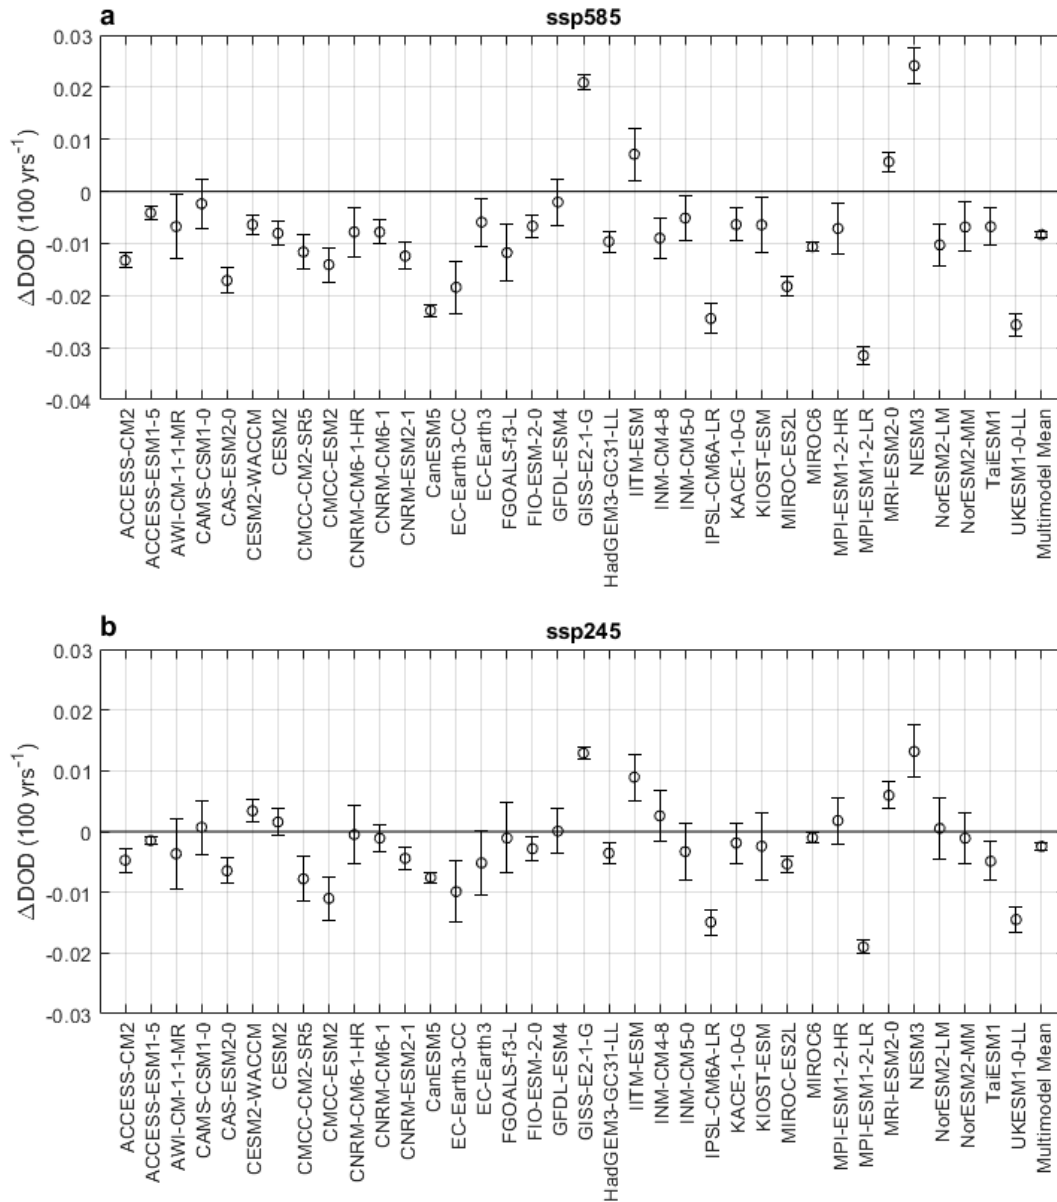 a
ssp585
0.03
0.02
0.01
0
-0.01
-0.02
-0.03
-0.04
ΔDOD (100 yrs⁻¹)
ACCESS-CM2
ACCESS-ESM1-5
AWI-CM-1-1-MR
CAMS-CSM1-0
CAS-ESM2-0
CESM2-WACCM
CESM2
CMCC-CM2-SR5
CMCC-ESM2
CNRM-CM6-1-HR
CNRM-CM6-1
CNRM-ESM2-1
CanESM5
EC-Earth3-CC
EC-Earth3
FGOALS-f3-L
FIO-ESM-2-0
GFDL-ESM4
GISS-E2-1-G
HadGEM3-GC31-LL
IITM-ESM
INM-CM4-8
INM-CM5-0
IPSL-CM6A-LR
KACE-1-0-G
KIOST-ESM
MIROC-ES2L
MIROC6
MPI-ESM1-2-HR
MPI-ESM1-2-LR
MRI-ESM2-0
NESM3
NorESM2-LM
NorESM2-MM
TaiESM1
UKESM1-0-LL
Multimodel Mean
b
ssp245
0.03
0.02
0.01
0
-0.01
-0.02
-0.03
ΔDOD (100 yrs⁻¹)
ACCESS-CM2
ACCESS-ESM1-5
AWI-CM-1-1-MR
CAMS-CSM1-0
CAS-ESM2-0
CESM2-WACCM
CESM2
CMCC-CM2-SR5
CMCC-ESM2
CNRM-CM6-1-HR
CNRM-CM6-1
CNRM-ESM2-1
CanESM5
EC-Earth3-CC
EC-Earth3
FGOALS-f3-L
FIO-ESM-2-0
GFDL-ESM4
GISS-E2-1-G
HadGEM3-GC31-LL
IITM-ESM
INM-CM4-8
INM-CM5-0
IPSL-CM6A-LR
KACE-1-0-G
KIOST-ESM
MIROC-ES2L
MIROC6
MPI-ESM1-2-HR
MPI-ESM1-2-LR
MRI-ESM2-0
NESM3
NorESM2-LM
NorESM2-MM
TaiESM1
UKESM1-0-LL
Multimodel Mean